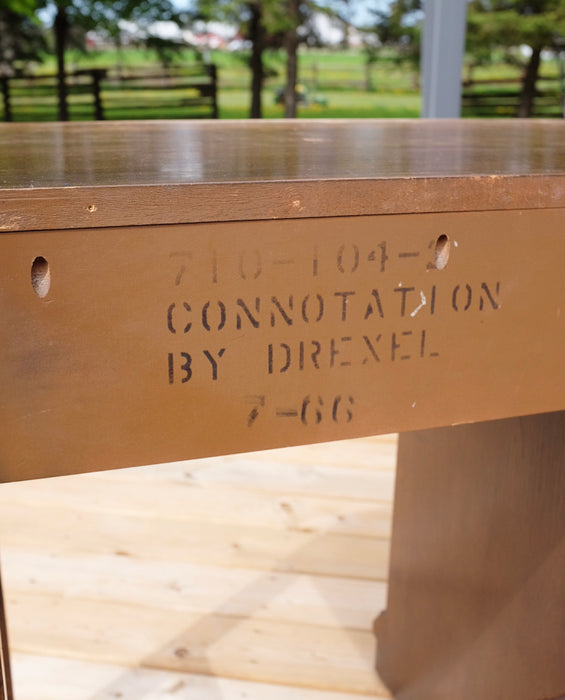 710-104-2
CONNOTATION
BY DREXEL
7-66